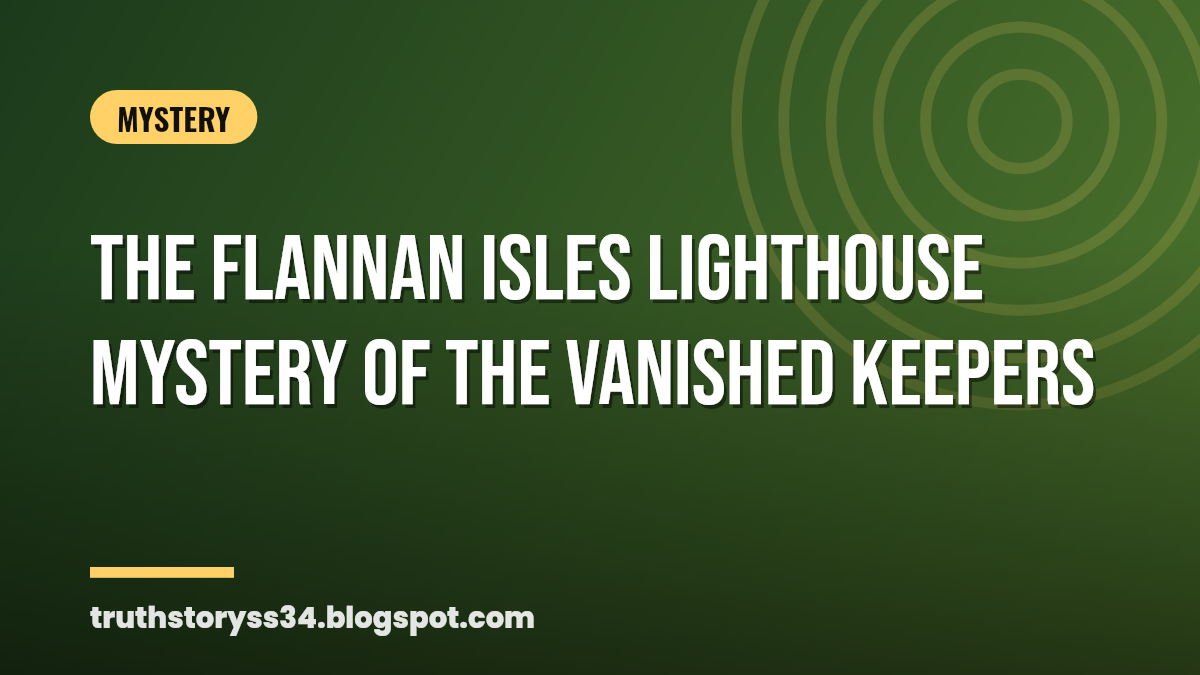 MYSTERY
THE FLANNAN ISLES LIGHTHOUSE
MYSTERY OF THE VANISHED KEEPERS
truthstoryss34.blogspot.com